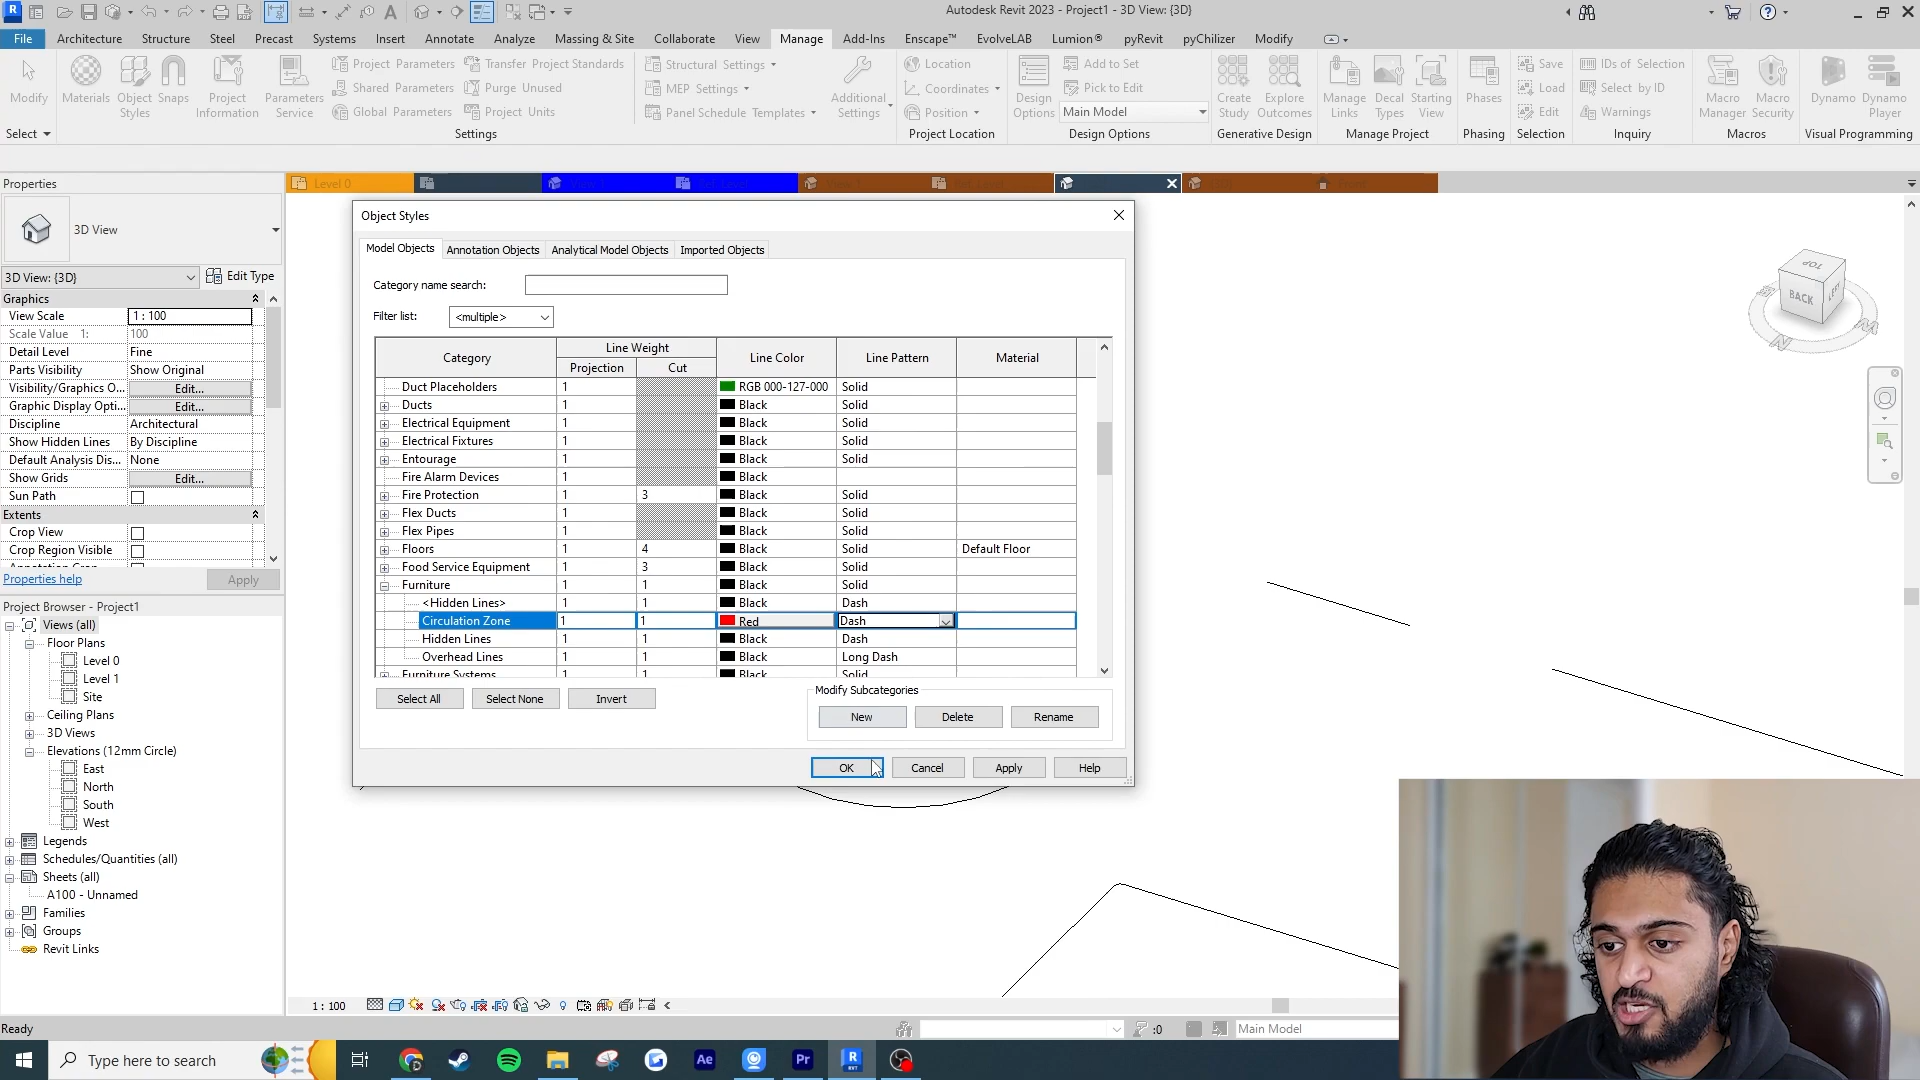 Autodesk Revit 2023 - Project1 - 3D View: {3D}
File Architecture Structure Steel Precast Systems Insert Annotate Analyze Massing & Site Collaborate View Manage Add-Ins Enscape™ EvolveLAB Lumion® pyRevit pyChilizer Modify
Modify
Materials
Object Styles
Snaps
Project Information
Parameters Service
Project Parameters
Shared Parameters
Global Parameters
Transfer Project Standards
Purge Unused
Project Units
Structural Settings
MEP Settings
Panel Schedule Templates
Additional Settings
Location
Coordinates
Position
Design Options
Add to Set
Pick to Edit
Main Model
Create Study
Explore Outcomes
Manage Links
Decal Types
Starting View
Phases
Save
Load
Edit
IDs of Selection
Select by ID
Warnings
Macro Manager
Macro Security
Dynamo
Dynamo Player
Select
Settings
Project Location
Design Options
Generative Design
Manage Project
Phasing
Selection
Inquiry
Macros
Visual Programming
Level 0
Properties
3D View
3D View: {3D} Edit Type
Graphics
View Scale 1 : 100
Scale Value 1: 100
Detail Level Fine
Parts Visibility Show Original
Visibility/Graphics O... Edit...
Graphic Display Opti... Edit...
Discipline Architectural
Show Hidden Lines By Discipline
Default Analysis Dis... None
Show Grids Edit...
Sun Path
Extents
Crop View
Crop Region Visible
Properties help Apply
Project Browser - Project1
Views (all)
Floor Plans
Level 0
Level 1
Site
Ceiling Plans
3D Views
Elevations (12mm Circle)
East
North
South
West
Legends
Schedules/Quantities (all)
Sheets (all)
A100 - Unnamed
Families
Groups
Revit Links
Object Styles
Model Objects Annotation Objects Analytical Model Objects Imported Objects
Category name search:
Filter list: <multiple>
Category Line Weight Line Color Line Pattern Material
Projection Cut
Duct Placeholders 1 RGB 000-127-000 Solid
Ducts 1 Black Solid
Electrical Equipment 1 Black Solid
Electrical Fixtures 1 Black Solid
Entourage 1 Black Solid
Fire Alarm Devices 1 Black
Fire Protection 1 3 Black Solid
Flex Ducts 1 Black Solid
Flex Pipes 1 Black Solid
Floors 1 4 Black Solid Default Floor
Food Service Equipment 1 3 Black Solid
Furniture 1 1 Black Solid
<Hidden Lines> 1 1 Black Dash
Circulation Zone 1 1 Red Dash
Hidden Lines 1 1 Black Dash
Overhead Lines 1 1 Black Long Dash
Furniture Systems 1 1 Black Solid
Select All Select None Invert
Modify Subcategories
New Delete Rename
OK Cancel Apply Help
TOP
BACK
LEFT
1 : 100
Ready
:0
Main Model
Type here to search